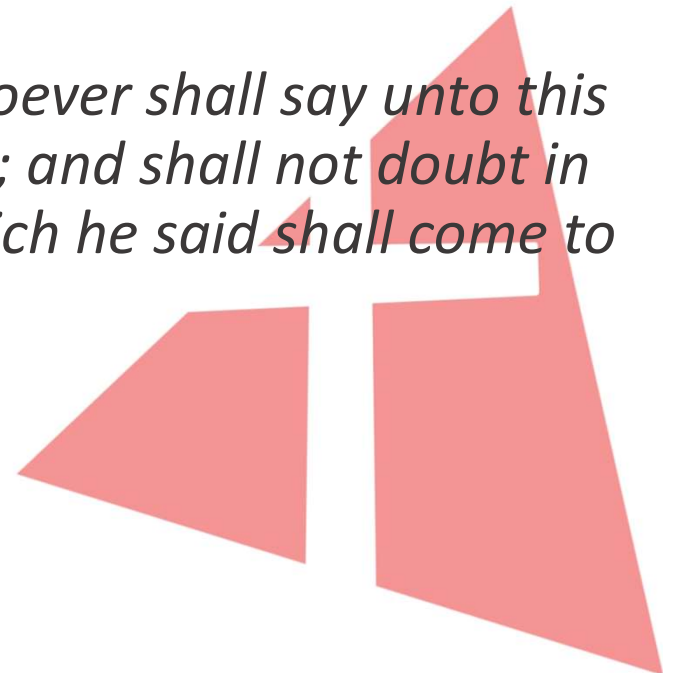 oever shall say unto this
; and shall not doubt in
ich he said shall come to